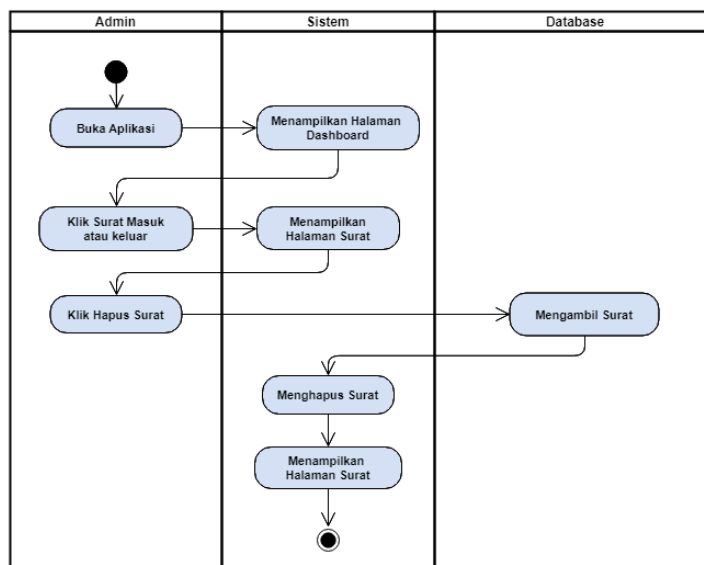 Admin
Sistem
Database
Buka Aplikasi
Menampilkan Halaman
Dashboard
Klik Surat Masuk
atau keluar
Menampilkan
Halaman Surat
Klik Hapus Surat
Mengambil Surat
Menghapus Surat
Menampilkan
Halaman Surat